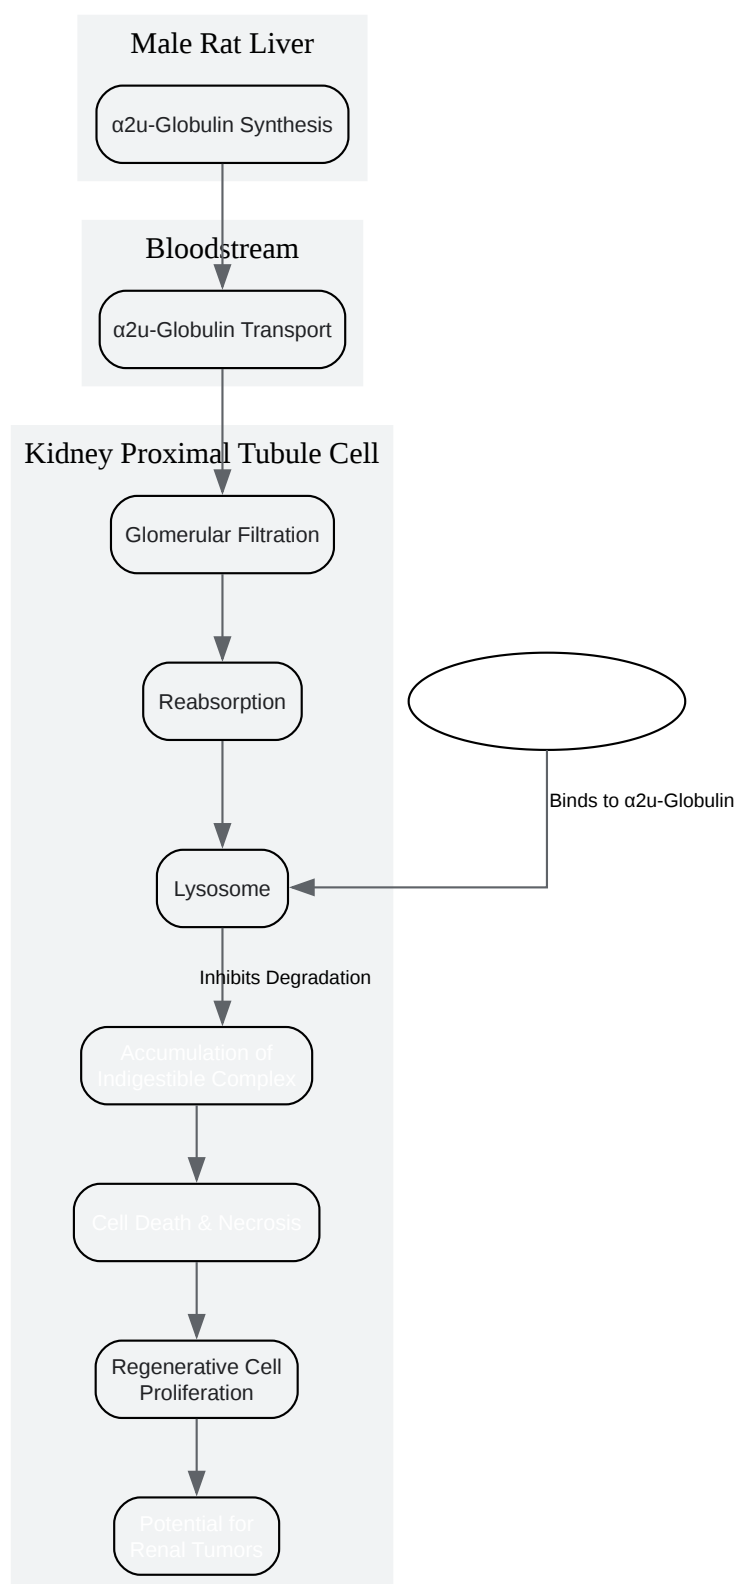 Male Rat Liver
α2u-Globulin Synthesis
Bloodstream
α2u-Globulin Transport
Kidney Proximal Tubule Cell
Glomerular Filtration
Reabsorption
Binds to α2u-Globulin
Lysosome
Inhibits Degradation
Accumulation of
Indigestible Complex
Cell Death & Necrosis
Regenerative Cell
Proliferation
Potential for
Renal Tumors